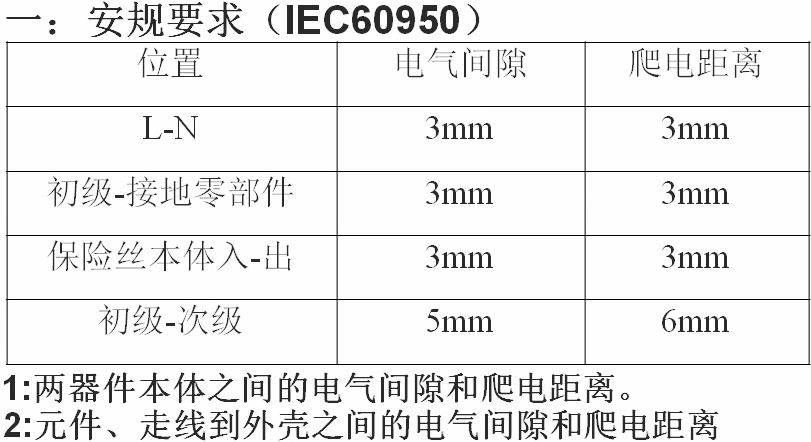 一：安规要求（IEC60950）
位置 电气间隙 爬电距离
L-N 3mm 3mm
初级-接地零部件 3mm 3mm
保险丝本体入-出 3mm 3mm
初级-次级 5mm 6mm
1:两器件本体之间的电气间隙和爬电距离。
2:元件、走线到外壳之间的电气间隙和爬电距离